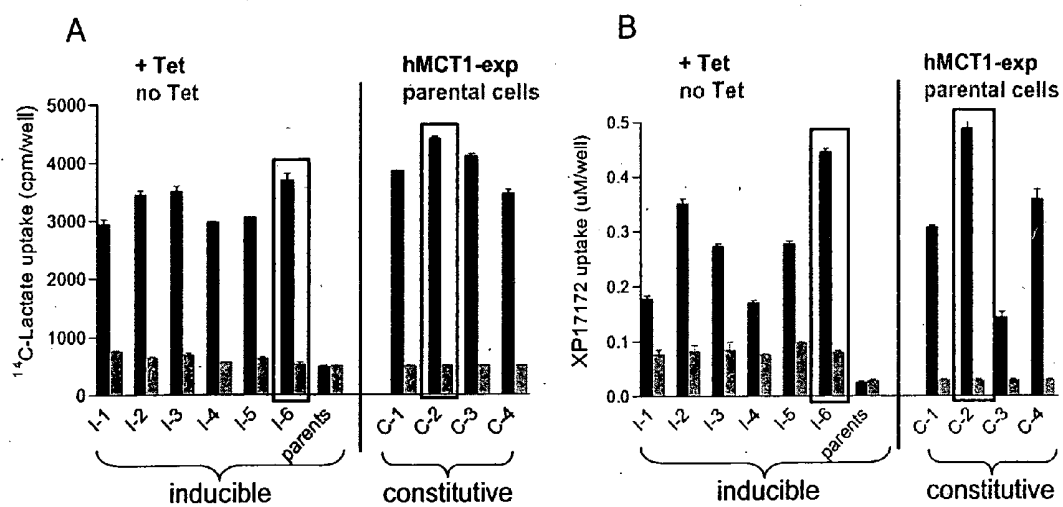 A
+ Tet
no Tet
hMCT1-exp
parental cells
¹⁴C-Lactate uptake (cpm/well)
5000
4000
3000
2000
1000
0
I-1
I-2
I-3
I-4
I-5
I-6
parents
C-1
C-2
C-3
C-4
inducible
constitutive
B
+ Tet
no Tet
hMCT1-exp
parental cells
XP17172 uptake (uM/well)
0.5
0.4
0.3
0.2
0.1
0.0
I-1
I-2
I-3
I-4
I-5
I-6
parents
C-1
C-2
C-3
C-4
inducible
constitutive